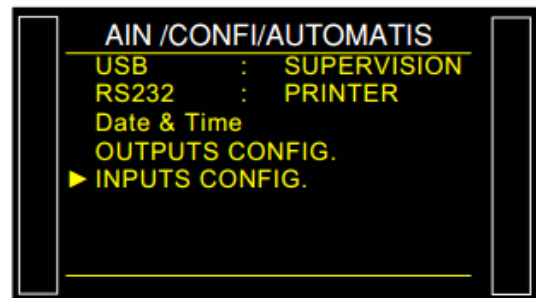 AIN /CONFI/AUTOMATIS
USB : SUPERVISION
RS232 : PRINTER
Date & Time
OUTPUTS CONFIG.
► INPUTS CONFIG.